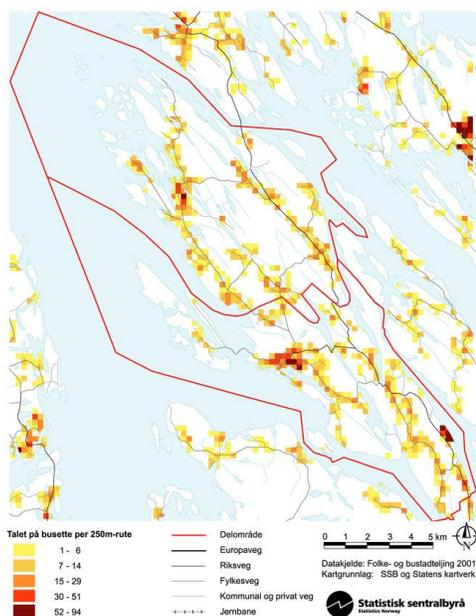 Talet på busette per 250m-rute
1 - 6
7 - 14
15 - 29
30 - 51
52 - 94
Delområde
Europaveg
Riksveg
Fylkesveg
Kommunal og privat veg
Jernbane
0 1 2 3 4 5 km
Datakjelde: Folke- og bustadteljing 2001
Kartgrunnlag: SSB og Statens kartverk
Statistisk sentralbyrå
Statistics Norway